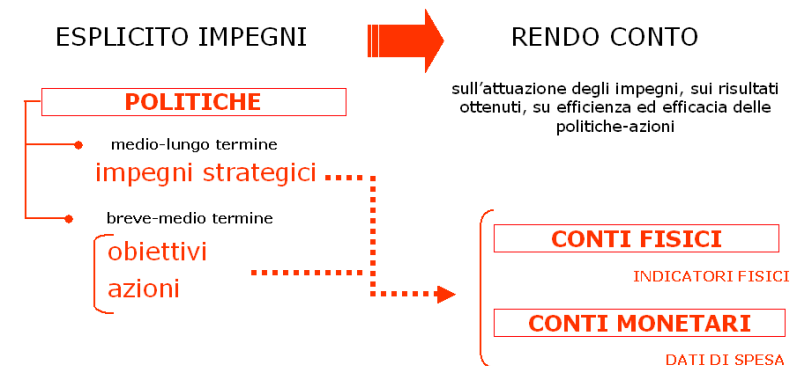 ESPLICITO IMPEGNI
RENDO CONTO
sull'attuazione degli impegni, sui risultati
ottenuti, su efficienza ed efficacia delle
politiche-azioni
POLITICHE
medio-lungo termine
impegni strategici
breve-medio termine
obiettivi
azioni
CONTI FISICI
INDICATORI FISICI
CONTI MONETARI
DATI DI SPESA